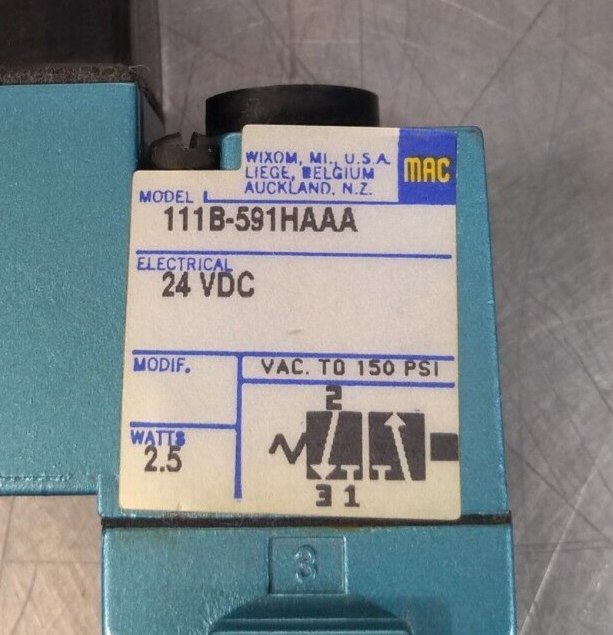 WIXOM, MI., U.S.A.
LIEGE, BELGIUM
AUCKLAND, N.Z.
MAC
MODEL
111B-591HAAA
ELECTRICAL
24 VDC
MODIF.
VAC. TO 150 PSI
WATTS
2.5
2
3 1
3